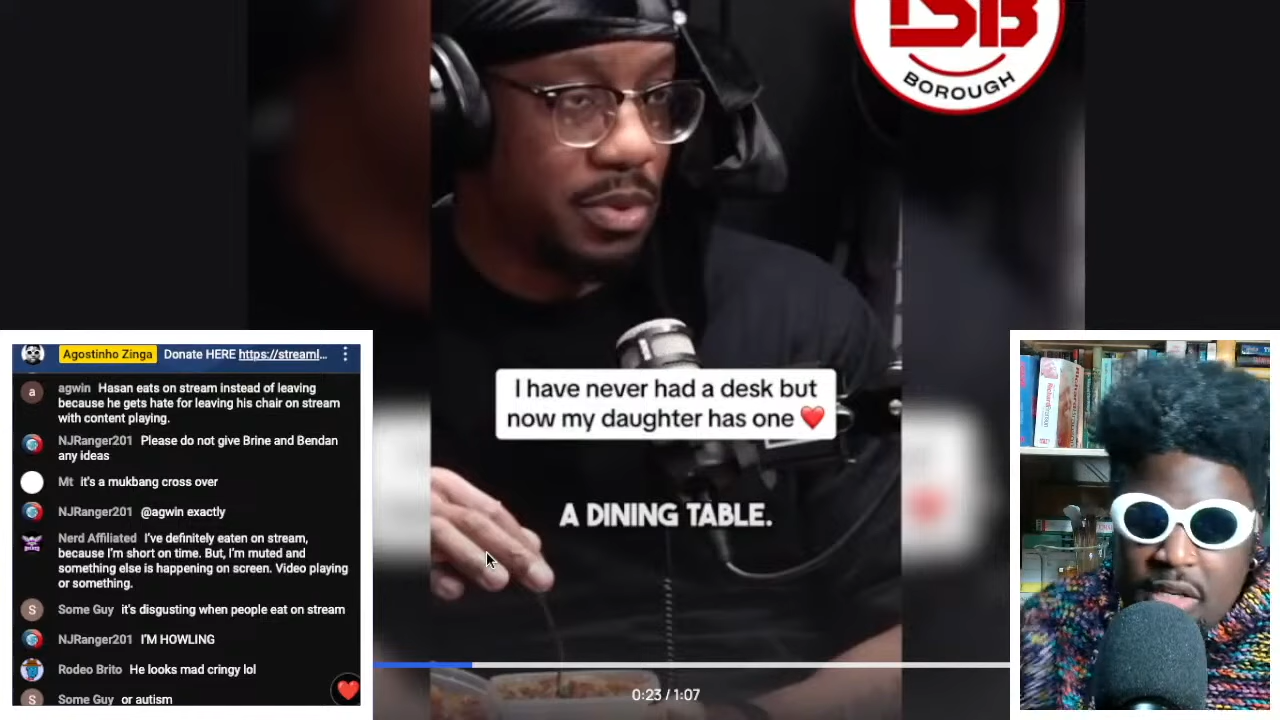 ISB
BOROUGH
I have never had a desk but
now my daughter has one ❤️
A DINING TABLE.
0:23 / 1:07
Agostinho Zinga Donate HERE https://streaml...
agwin Hasan eats on stream instead of leaving
because he gets hate for leaving his chair on stream
with content playing.
NJRanger201 Please do not give Brine and Bendan
any ideas
Mt it's a mukbang cross over
NJRanger201 @agwin exactly
Nerd Affiliated I've definitely eaten on stream,
because I'm short on time. But, I'm muted and
something else is happening on screen. Video playing
or something.
S Some Guy it's disgusting when people eat on stream
NJRanger201 I'M HOWLING
Rodeo Brito He looks mad cringy lol
S Some Guy or autism